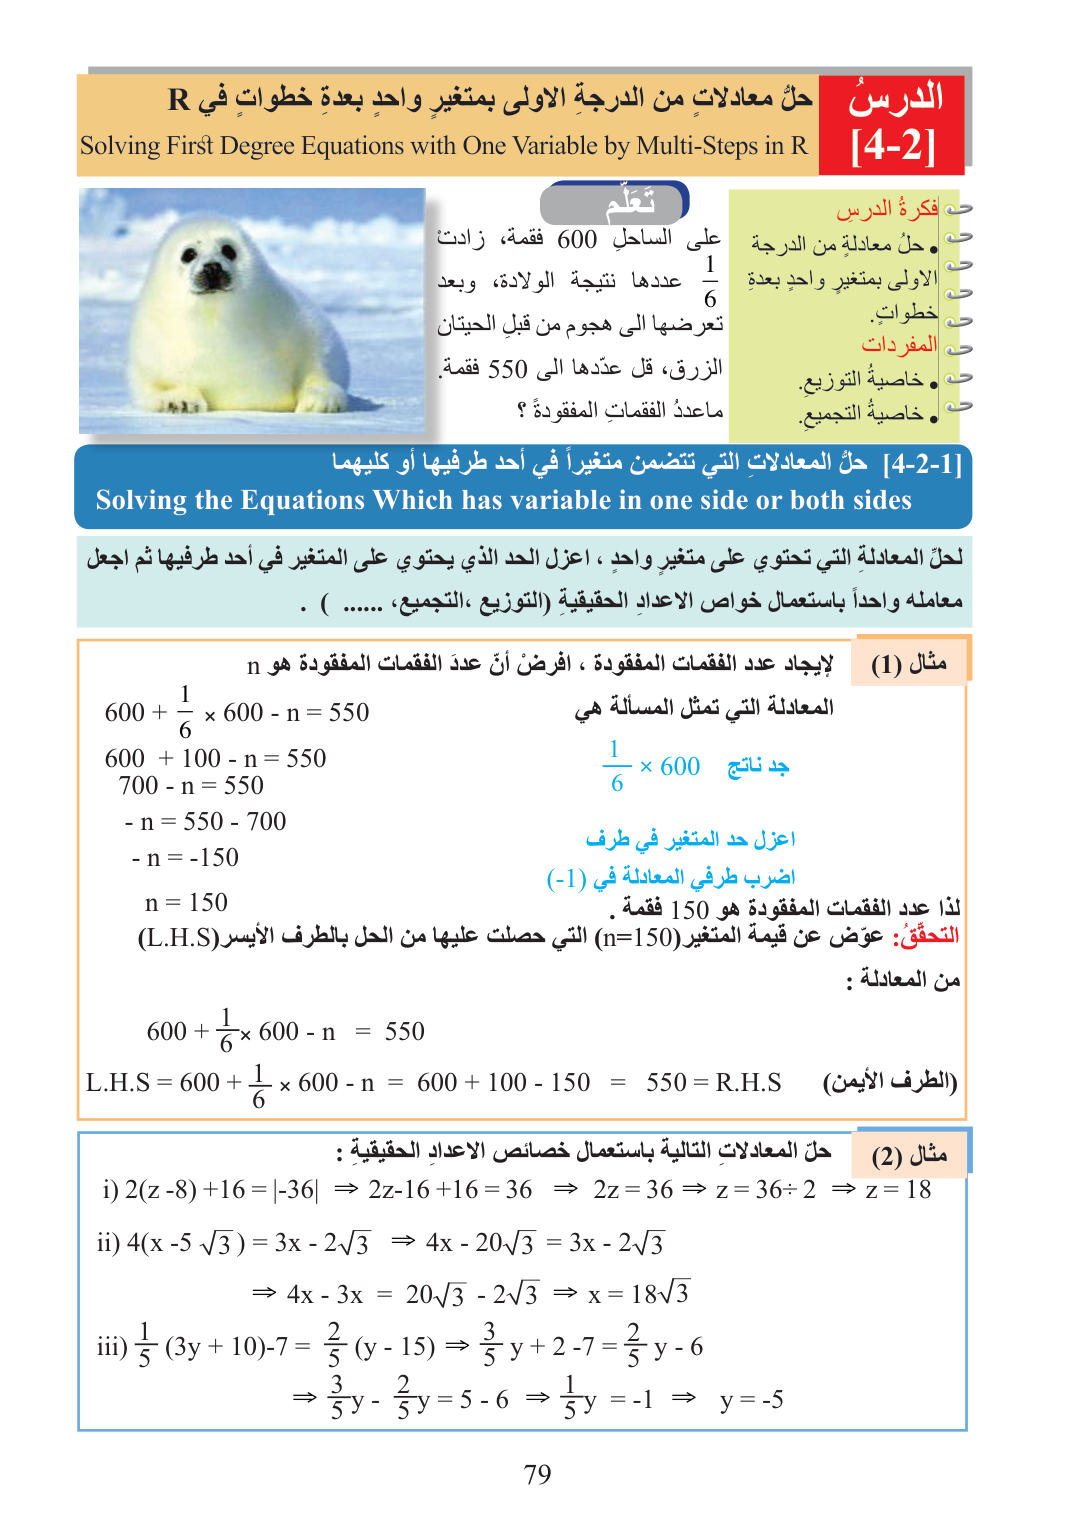 الدرسُ
[4-2]
حلُّ معادلاتٍ من الدرجةِ الاولى بمتغيرٍ واحدٍ بعدةِ خطواتٍ في R
Solving First Degree Equations with One Variable by Multi-Steps in R
فكرةُ الدرسِ
• حلُ معادلةٍ من الدرجة
الاولى بمتغيرٍ واحدٍ بعدةِ
خطواتٍ.
المفردات
• خاصيةُ التوزيعِ.
• خاصيةُ التجميعِ.
تَعَلَّم
على الساحلِ 600 فقمة، زادتْ
1/6 عددها نتيجة الولادة، وبعد
تعرضها الى هجوم من قبلِ الحيتان
الزرق، قل عدّدها الى 550 فقمة.
ماعددُ الفقماتِ المفقودةً ؟
[4-2-1] حلُّ المعادلاتِ التي تتضمن متغيراً في أحد طرفيها أو كليهما
Solving the Equations Which has variable in one side or both sides
لحلِّ المعادلةِ التي تحتوي على متغيرٍ واحدٍ ، اعزل الحد الذي يحتوي على المتغير في أحد طرفيها ثم اجعل
معامله واحداً باستعمال خواص الاعدادِ الحقيقيةِ (التوزيع ،التجميع، ...... ) .
مثال (1)
لإيجاد عدد الفقمات المفقودة ، افرضْ أنّ عددَ الفقمات المفقودة هو n
المعادلة التي تمثل المسألة هي
600 + 1/6 × 600 - n = 550
600 + 100 - n = 550
جد ناتج 1/6 × 600
700 - n = 550
- n = 550 - 700
اعزل حد المتغير في طرف
- n = -150
اضرب طرفي المعادلة في (1-)
n = 150
لذا عدد الفقمات المفقودة هو 150 فقمة .
التحقُّقُ: عوّض عن قيمة المتغير(n=150) التي حصلت عليها من الحل بالطرف الأيسر(L.H.S)
من المعادلة :
600 + 1/6 × 600 - n = 550
L.H.S = 600 + 1/6 × 600 - n = 600 + 100 - 150 = 550 = R.H.S (الطرف الأيمن)
مثال (2)
حلّ المعادلاتِ التالية باستعمال خصائص الاعدادِ الحقيقيةِ :
i) 2(z -8) +16 = |-36| ⇒ 2z-16 +16 = 36 ⇒ 2z = 36 ⇒ z = 36÷ 2 ⇒ z = 18
ii) 4(x -5 √3 ) = 3x - 2√3 ⇒ 4x - 20√3 = 3x - 2√3
⇒ 4x - 3x = 20√3 - 2√3 ⇒ x = 18√3
iii) 1/5 (3y + 10)-7 = 2/5 (y - 15) ⇒ 3/5 y + 2 -7 = 2/5 y - 6
⇒ 3/5 y - 2/5 y = 5 - 6 ⇒ 1/5 y = -1 ⇒ y = -5
79